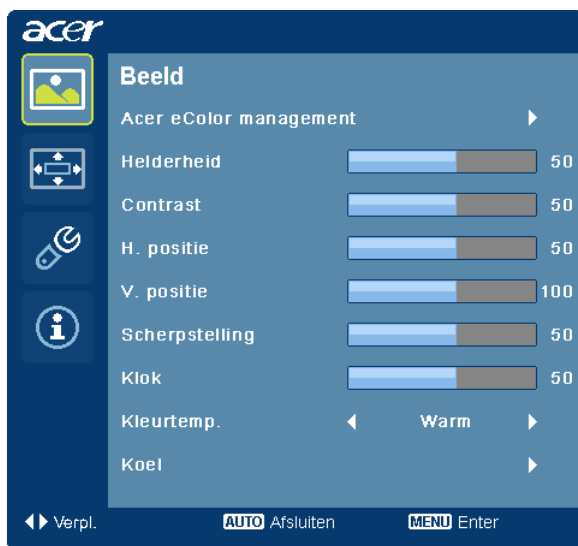 acer
Beeld
Acer eColor management
Helderheid 50
Contrast 50
H. positie 50
V. positie 100
Scherpstelling 50
Klok 50
Kleurtemp. Warm
Koel
Verpl. AUTO Afsluiten MENU Enter